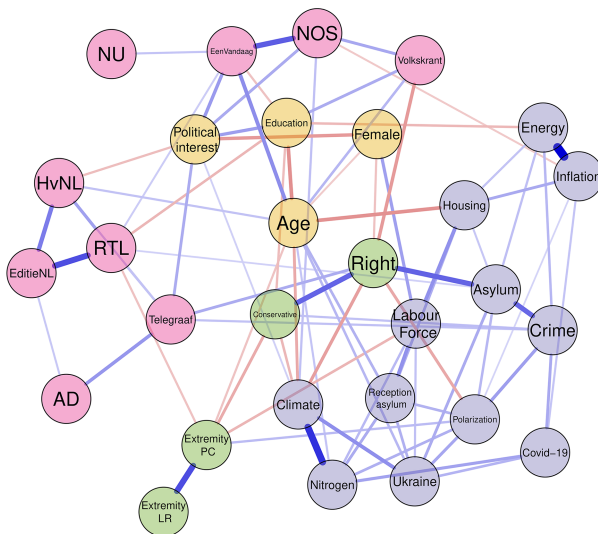 NOS
NU
EenVandaag
Volkskrant
Education
Energy
Political
interest
Female
Inflation
HvNL
Housing
Age
RTL
Right
EditieNL
Asylum
Conservative
Telegraaf
Labour
Force
Crime
AD
Climate
Reception
asylum
Polarization
Extremity
PC
Covid−19
Nitrogen
Ukraine
Extremity
LR